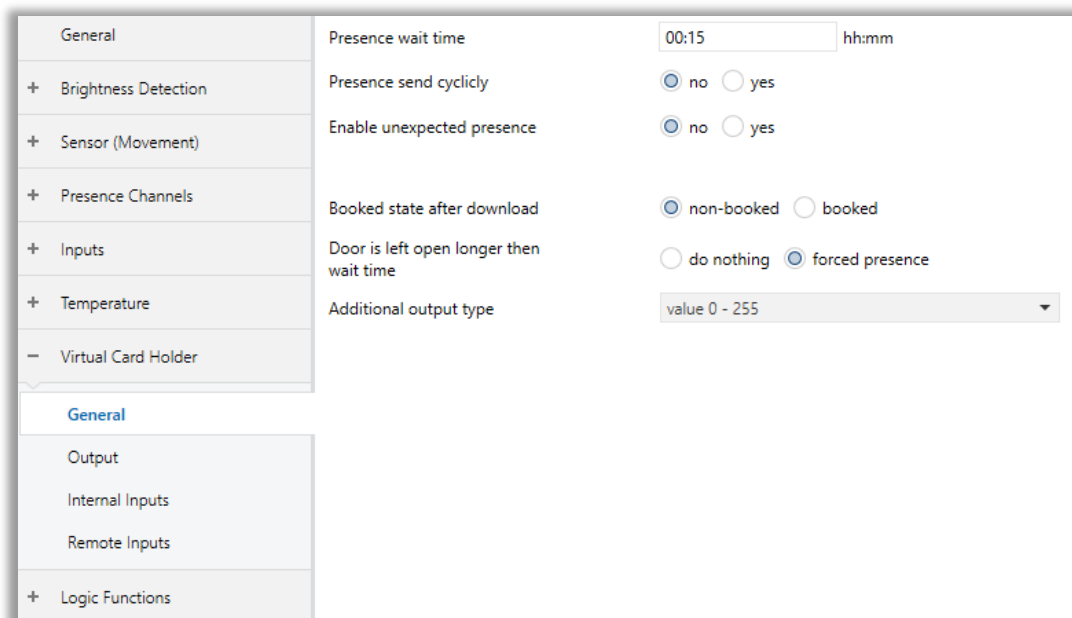 General
+ Brightness Detection
+ Sensor (Movement)
+ Presence Channels
+ Inputs
+ Temperature
− Virtual Card Holder
General
Output
Internal Inputs
Remote Inputs
+ Logic Functions
Presence wait time 00:15 hh:mm
Presence send cyclicly no yes
Enable unexpected presence no yes
Booked state after download non-booked booked
Door is left open longer then
wait time do nothing forced presence
Additional output type value 0 - 255